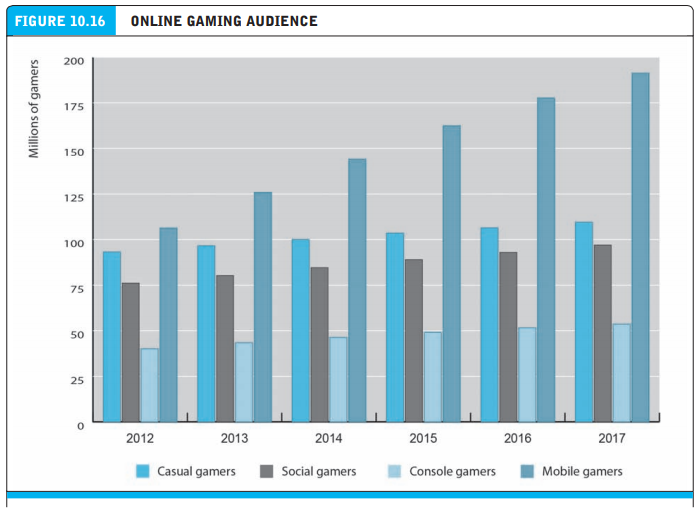 FIGURE 10.16 ONLINE GAMING AUDIENCE
Millions of gamers
200
175
150
125
100
75
50
25
0
2012 2013 2014 2015 2016 2017
Casual gamers Social gamers Console gamers Mobile gamers